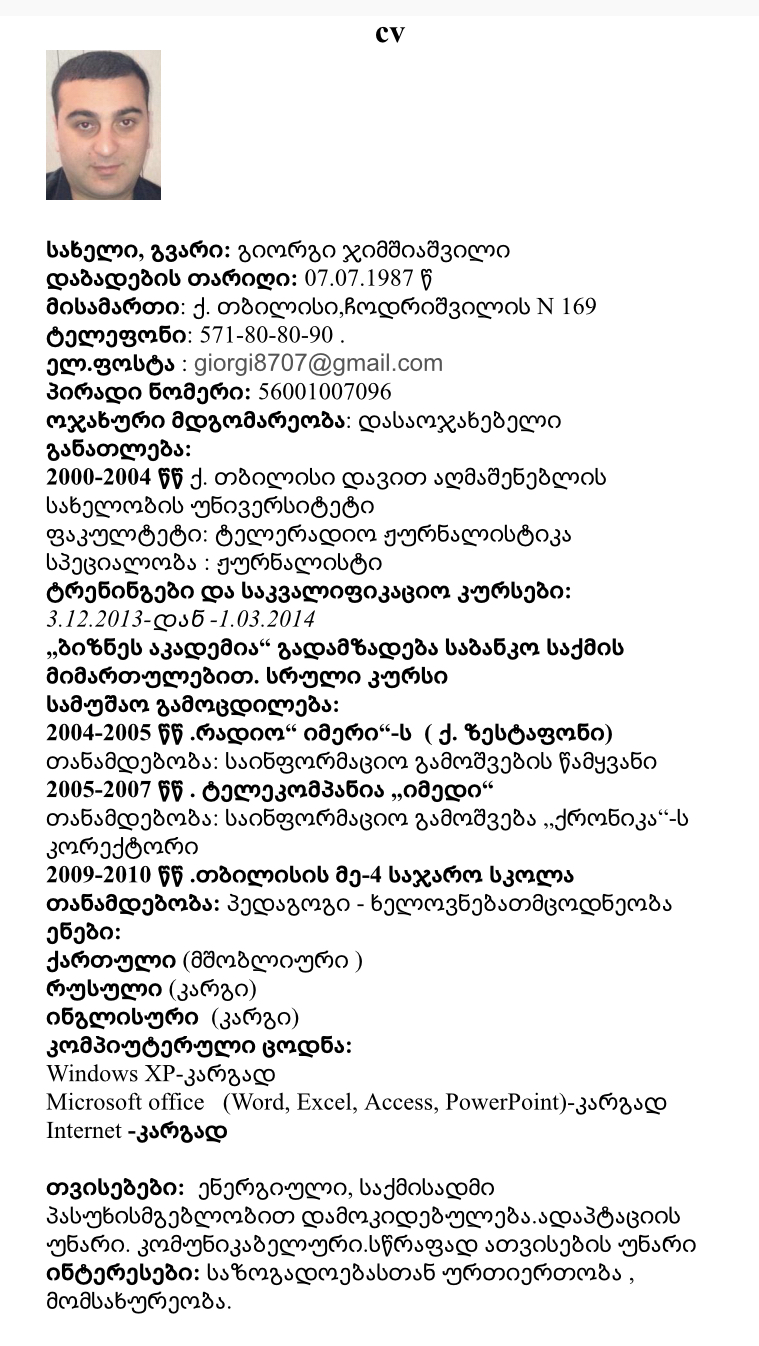 cv
სახელი, გვარი: გიორგი ჯიმშიაშვილი
დაბადების თარიღი: 07.07.1987 წ
მისამართი: ქ. თბილისი,ჩოდრიშვილის N 169
ტელეფონი: 571-80-80-90 .
ელ.ფოსტა : giorgi8707@gmail.com
პირადი ნომერი: 56001007096
ოჯახური მდგომარეობა: დასაოჯახებელი
განათლება:
2000-2004 წწ ქ. თბილისი დავით აღმაშენებლის
სახელობის უნივერსიტეტი
ფაკულტეტი: ტელერადიო ჟურნალისტიკა
სპეციალობა : ჟურნალისტი
ტრენინგები და საკვალიფიკაციო კურსები:
3.12.2013-დან -1.03.2014
„ბიზნეს აკადემია“ გადამზადება საბანკო საქმის
მიმართულებით. სრული კურსი
სამუშაო გამოცდილება:
2004-2005 წწ .რადიო“ იმერი“-ს ( ქ. ზესტაფონი)
თანამდებობა: საინფორმაციო გამოშვების წამყვანი
2005-2007 წწ . ტელეკომპანია „იმედი“
თანამდებობა: საინფორმაციო გამოშვება „ქრონიკა“-ს
კორექტორი
2009-2010 წწ .თბილისის მე-4 საჯარო სკოლა
თანამდებობა: პედაგოგი - ხელოვნებათმცოდნეობა
ენები:
ქართული (მშობლიური )
რუსული (კარგი)
ინგლისური (კარგი)
კომპიუტერული ცოდნა:
Windows XP-კარგად
Microsoft office (Word, Excel, Access, PowerPoint)-კარგად
Internet -კარგად
თვისებები: ენერგიული, საქმისადმი
პასუხისმგებლობით დამოკიდებულება.ადაპტაციის
უნარი. კომუნიკაბელური.სწრაფად ათვისების უნარი
ინტერესები: საზოგადოებასთან ურთიერთობა ,
მომსახურეობა.